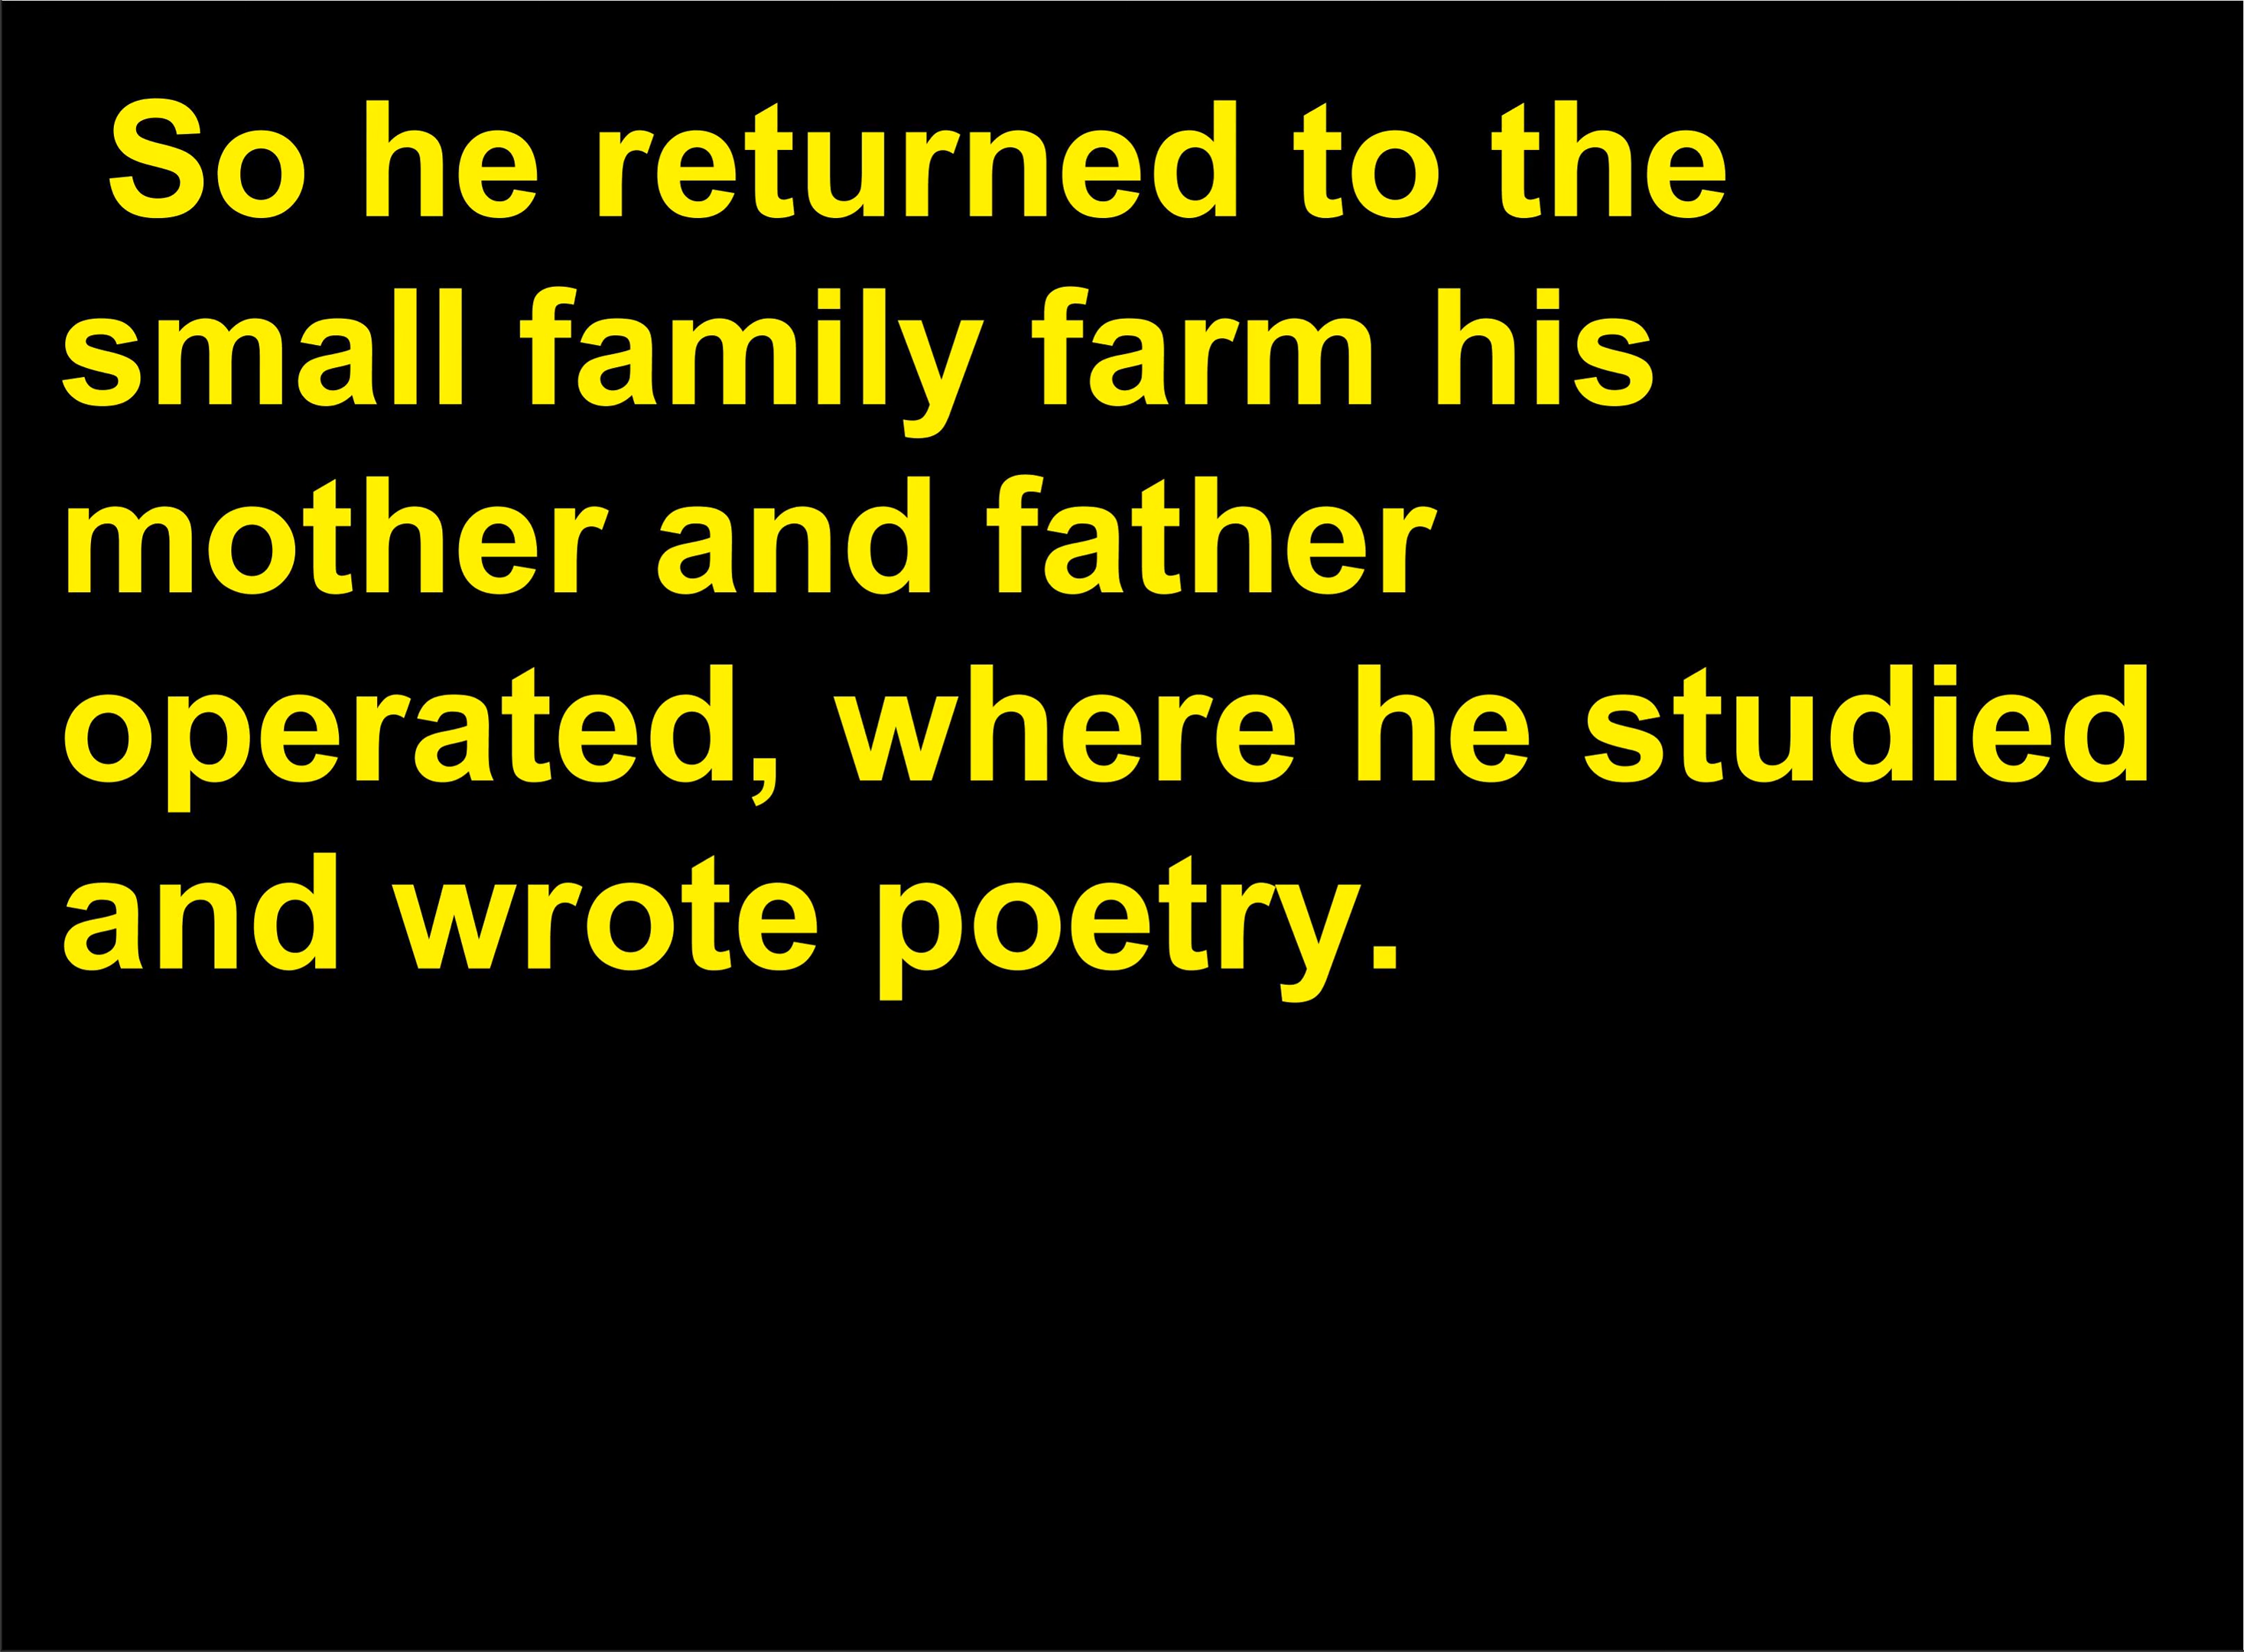 So he returned to the
small family farm his
mother and father
operated, where he studied
and wrote poetry.